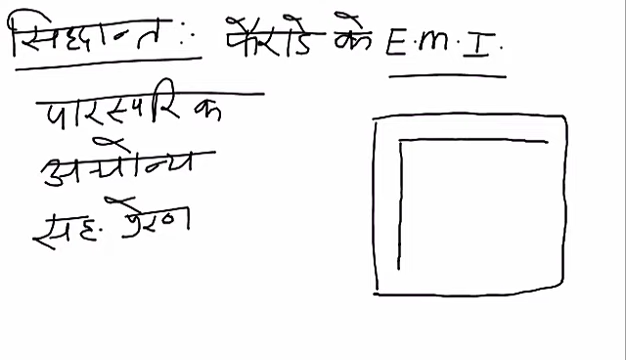 सिद्धान्त:- फैराडे के E.M.I.
पारस्परिक
अन्योन्य
सह. प्रेरण